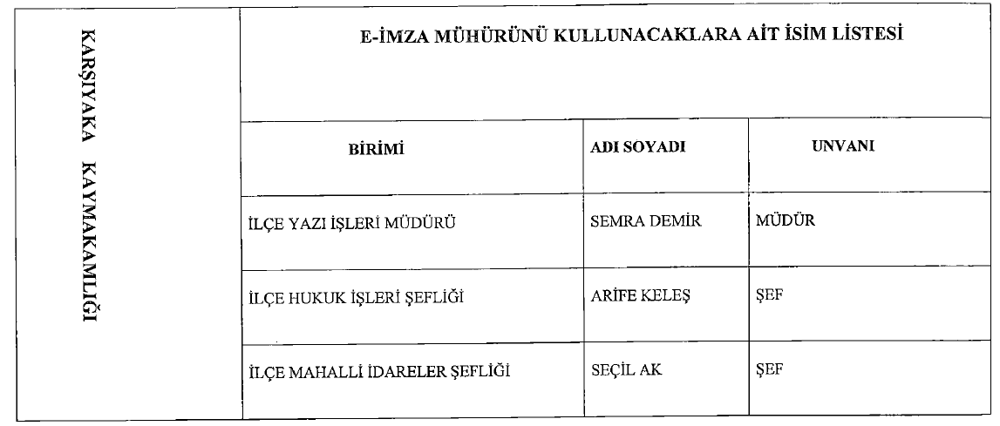 KARŞIYAKA KAYMAKAMLIĞI
E-İMZA MÜHÜRÜNÜ KULLUNACAKLARA AİT İSİM LİSTESİ
BİRİMİ ADI SOYADI UNVANI
İLÇE YAZI İŞLERİ MÜDÜRÜ SEMRA DEMİR MÜDÜR
İLÇE HUKUK İŞLERİ ŞEFLİĞİ ARİFE KELEŞ ŞEF
İLÇE MAHALLİ İDARELER ŞEFLİĞİ SEÇİL AK ŞEF